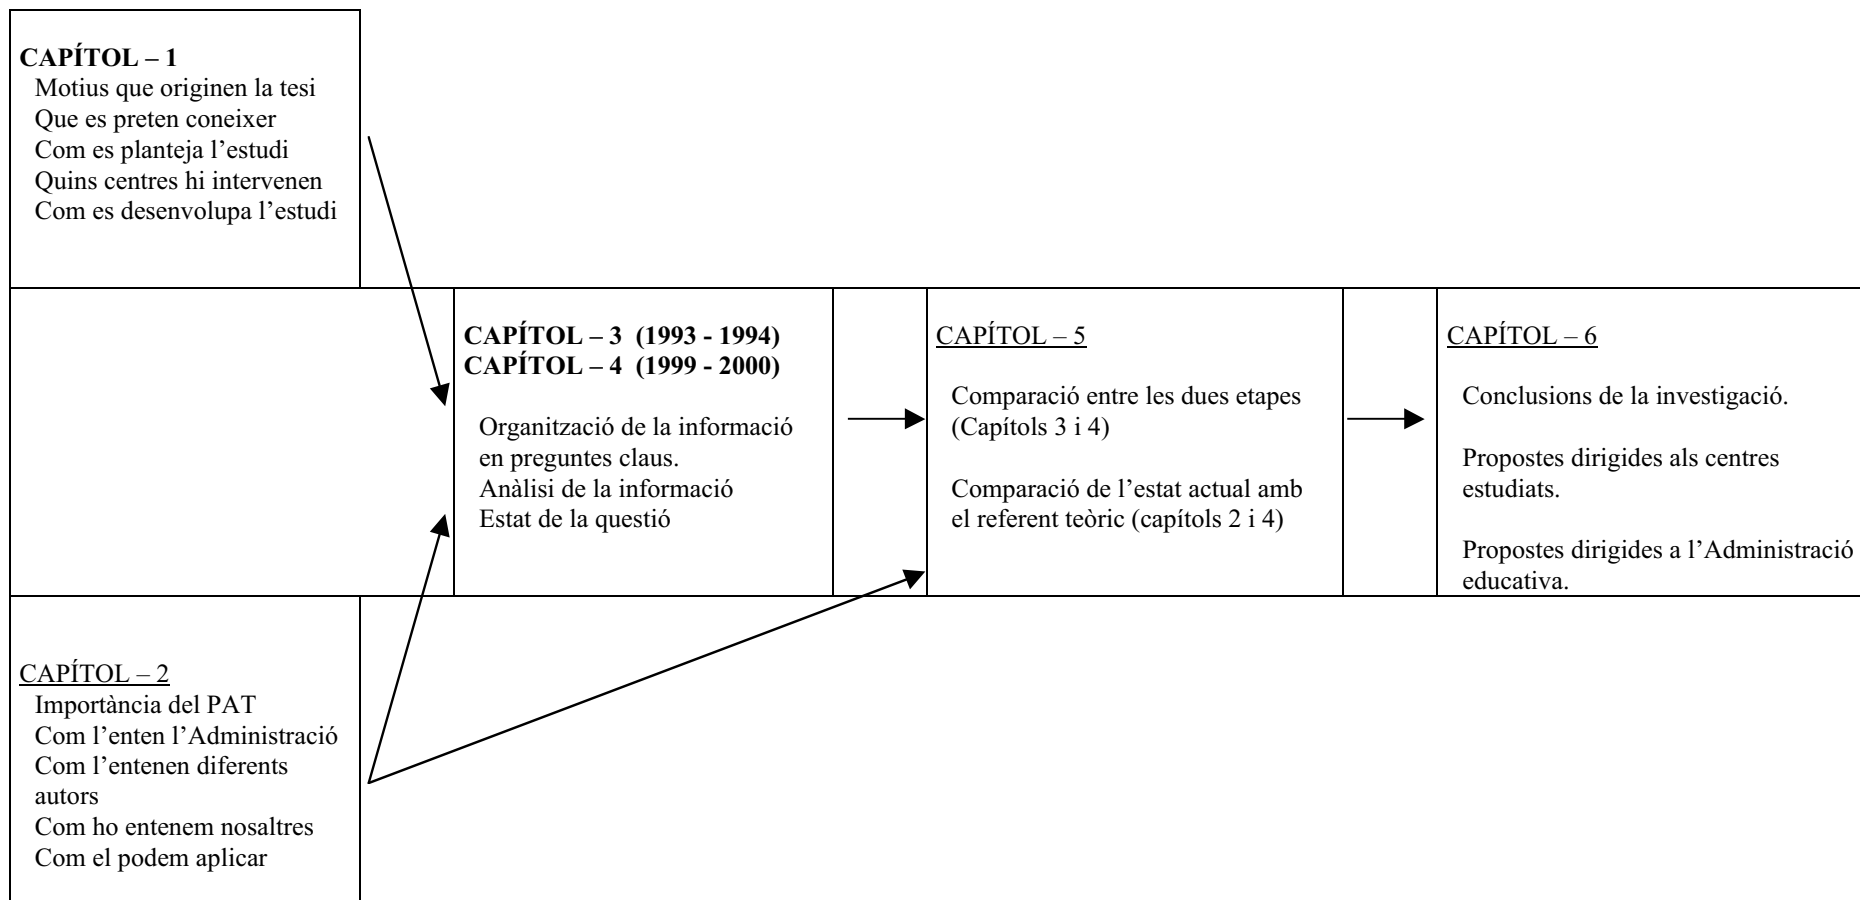 CAPÍTOL – 1
Motius que originen la tesi
Que es preten coneixer
Com es planteja l’estudi
Quins centres hi intervenen
Com es desenvolupa l’estudi
CAPÍTOL – 3 (1993 - 1994)
CAPÍTOL – 4 (1999 - 2000)
Organització de la informació
en preguntes claus.
Anàlisi de la informació
Estat de la questió
CAPÍTOL – 5
Comparació entre les dues etapes
(Capítols 3 i 4)
Comparació de l’estat actual amb
el referent teòric (capítols 2 i 4)
CAPÍTOL – 6
Conclusions de la investigació.
Propostes dirigides als centres
estudiats.
Propostes dirigides a l’Administració
educativa.
CAPÍTOL – 2
Importància del PAT
Com l’enten l’Administració
Com l’entenen diferents
autors
Com ho entenem nosaltres
Com el podem aplicar